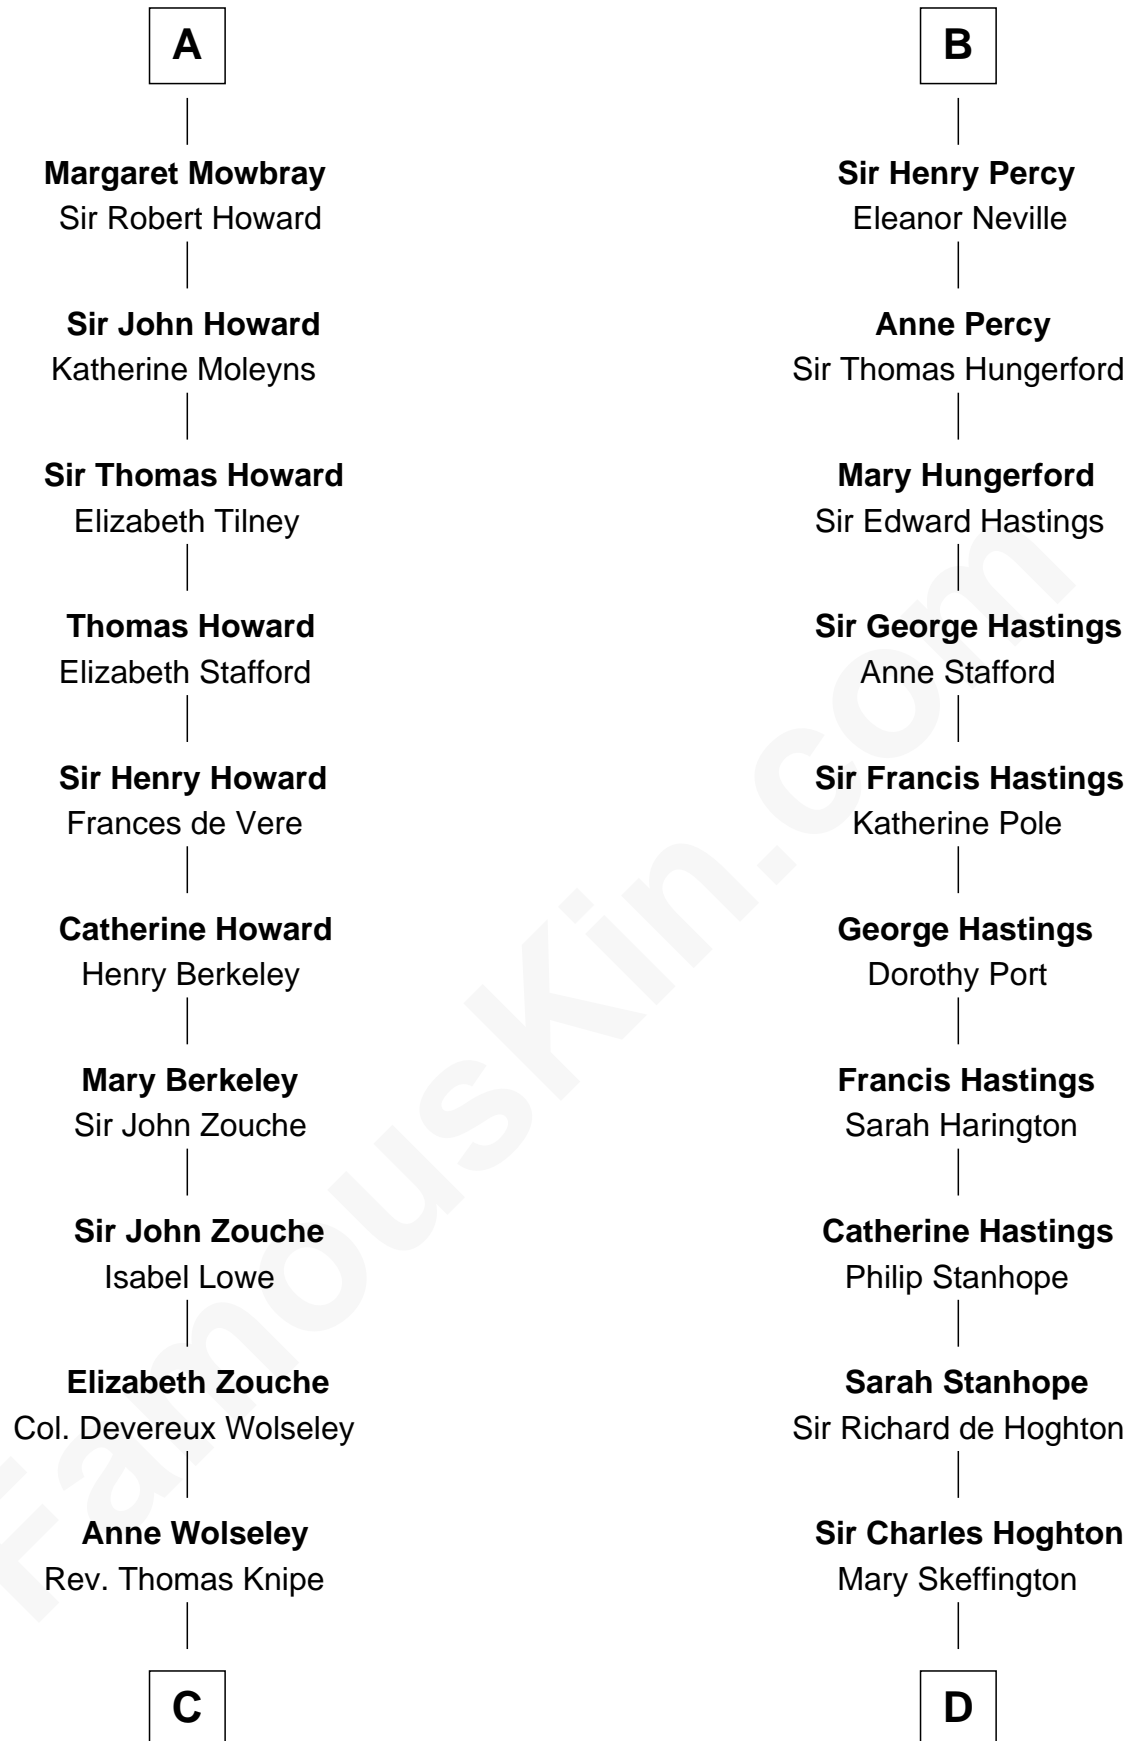 A
Margaret Mowbray
Sir Robert Howard
Sir John Howard
Katherine Moleyns
Sir Thomas Howard
Elizabeth Tilney
Thomas Howard
Elizabeth Stafford
Sir Henry Howard
Frances de Vere
Catherine Howard
Henry Berkeley
Mary Berkeley
Sir John Zouche
Sir John Zouche
Isabel Lowe
Elizabeth Zouche
Col. Devereux Wolseley
Anne Wolseley
Rev. Thomas Knipe
C
B
Sir Henry Percy
Eleanor Neville
Anne Percy
Sir Thomas Hungerford
Mary Hungerford
Sir Edward Hastings
Sir George Hastings
Anne Stafford
Sir Francis Hastings
Katherine Pole
George Hastings
Dorothy Port
Francis Hastings
Sarah Harington
Catherine Hastings
Philip Stanhope
Sarah Stanhope
Sir Richard de Hoghton
Sir Charles Hoghton
Mary Skeffington
D
FamousKin.com